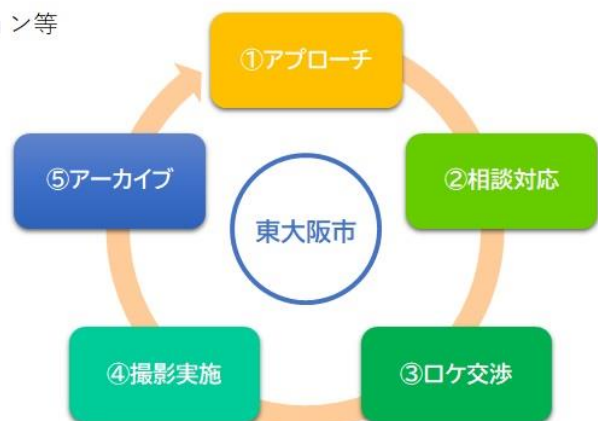 ン等
①アプローチ
②相談対応
③ロケ交渉
④撮影実施
⑤アーカイブ
東大阪市